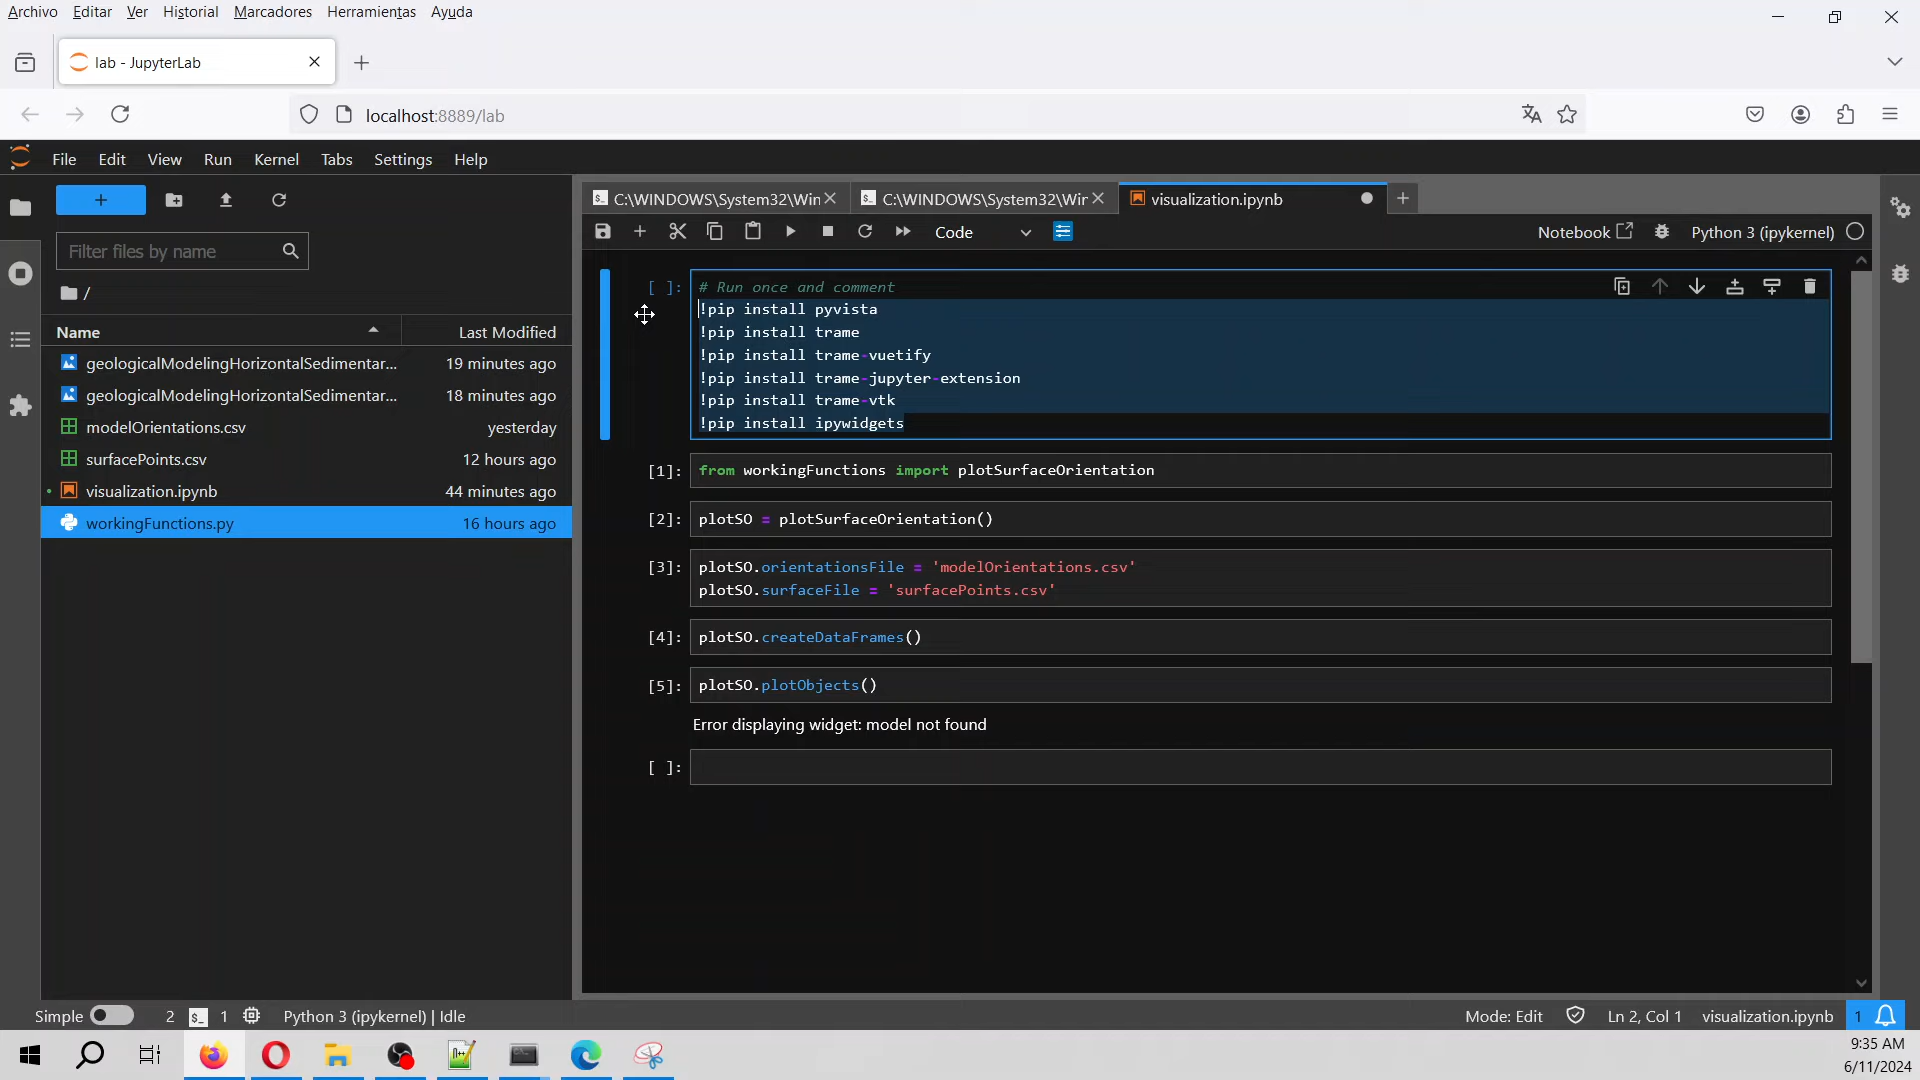 Archivo Editar Ver Historial Marcadores Herramientas Ayuda
lab - JupyterLab
localhost:8889/lab
File Edit View Run Kernel Tabs Settings Help
C:\WINDOWS\System32\Win
C:\WINDOWS\System32\Wir
visualization.ipynb
Filter files by name
Code
Notebook
Python 3 (ipykernel)
/
Name Last Modified
geologicalModelingHorizontalSedimentar... 19 minutes ago
geologicalModelingHorizontalSedimentar... 18 minutes ago
modelOrientations.csv yesterday
surfacePoints.csv 12 hours ago
visualization.ipynb 44 minutes ago
workingFunctions.py 16 hours ago
[ ]: # Run once and comment
!pip install pyvista
!pip install trame
!pip install trame-vuetify
!pip install trame-jupyter-extension
!pip install trame-vtk
!pip install ipywidgets
[1]: from workingFunctions import plotSurfaceOrientation
[2]: plotSO = plotSurfaceOrientation()
[3]: plotSO.orientationsFile = 'modelOrientations.csv'
plotSO.surfaceFile = 'surfacePoints.csv'
[4]: plotSO.createDataFrames()
[5]: plotSO.plotObjects()
Error displaying widget: model not found
[ ]:
Simple 2 $_ 1 Python 3 (ipykernel) | Idle
Mode: Edit Ln 2, Col 1 visualization.ipynb 1
9:35 AM
6/11/2024